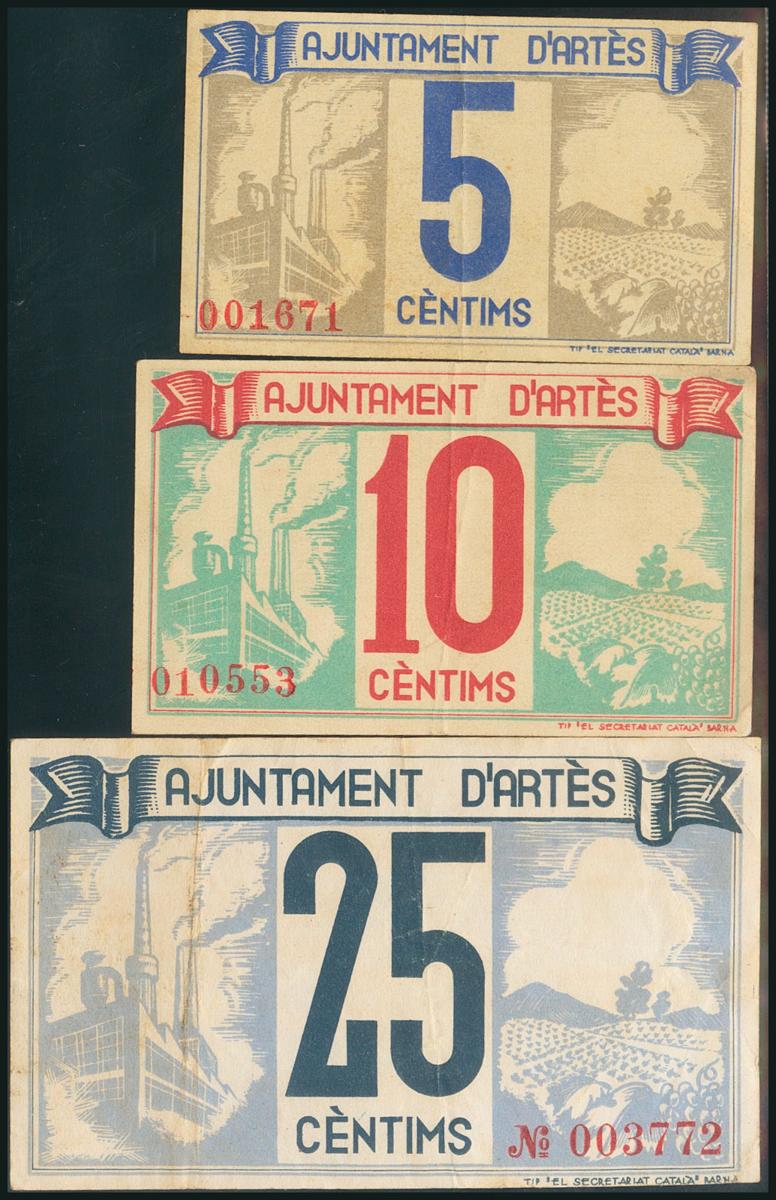 AJUNTAMENT D'ARTÈS
5
CÈNTIMS
001671
TIP "EL SECRETARIAT CATALÀ" BARNA
AJUNTAMENT D'ARTÈS
10
CÈNTIMS
010553
TIP "EL SECRETARIAT CATALÀ" BARNA
AJUNTAMENT D'ARTÈS
25
CÈNTIMS
Nº 003772
TIP "EL SECRETARIAT CATALÀ" BARNA